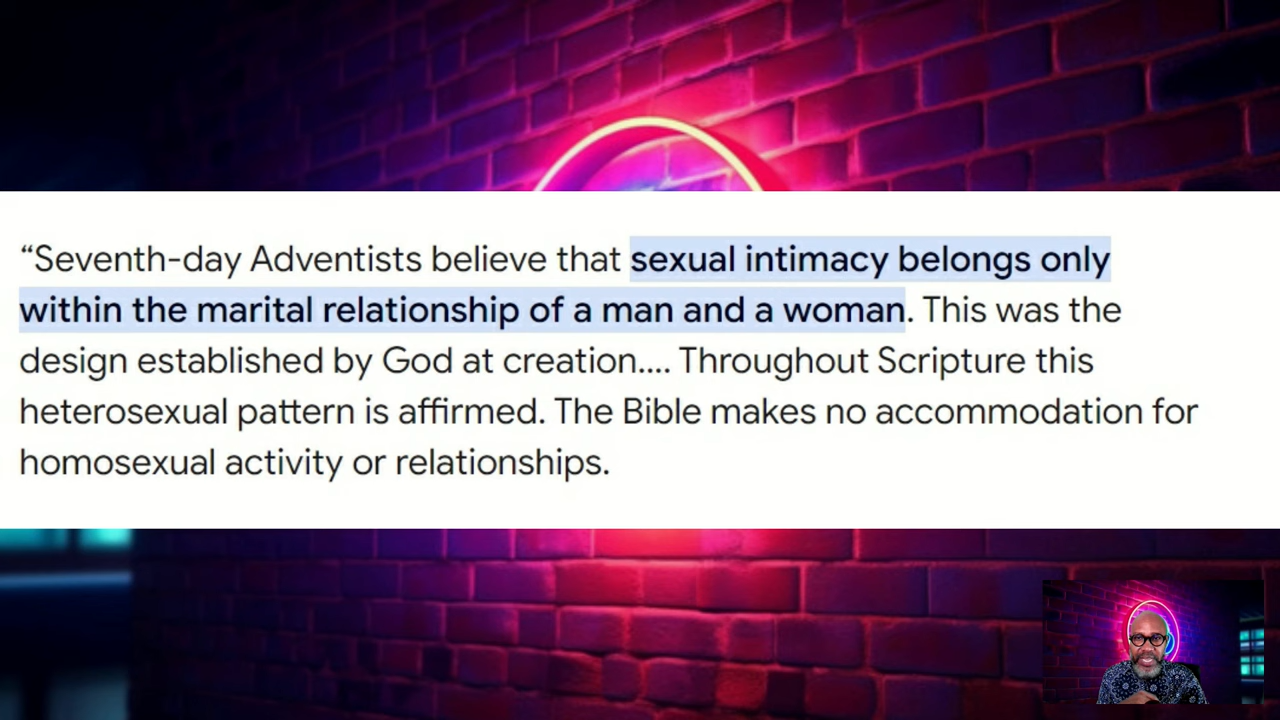 “Seventh-day Adventists believe that sexual intimacy belongs only
within the marital relationship of a man and a woman. This was the
design established by God at creation.... Throughout Scripture this
heterosexual pattern is affirmed. The Bible makes no accommodation for
homosexual activity or relationships.